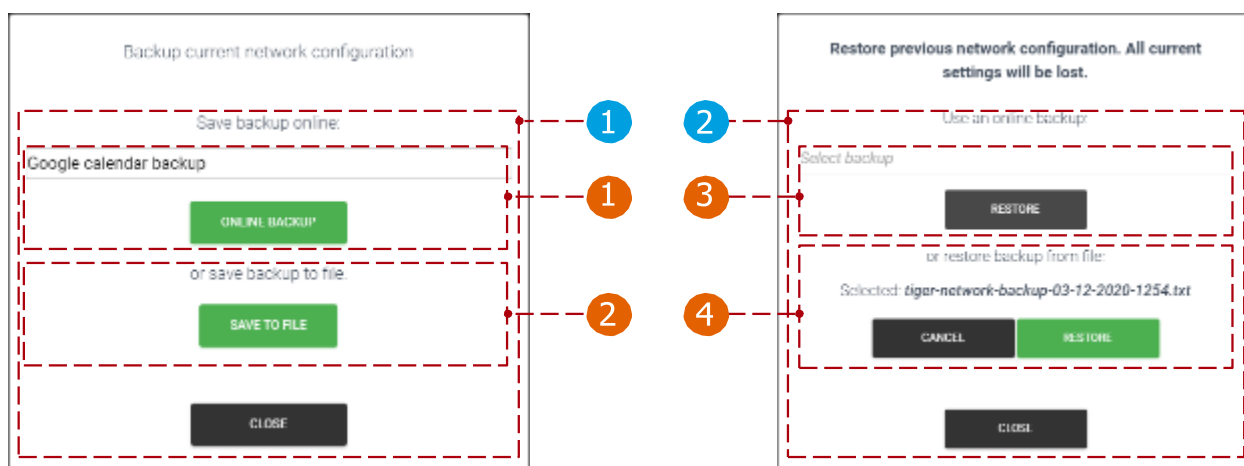 Backup current network configuration
Save backup online:
1
Google calendar backup
1
ONLINE BACKUP
or save backup to file.
SAVE TO FILE
2
CLOSE
Restore previous network configuration. All current
settings will be lost.
2
Use an online backup:
Select backup
3
RESTORE
or restore backup from file:
Selected: tiger-network-backup-03-12-2020-1254.txt
4
CANCEL RESTORE
CLOSE